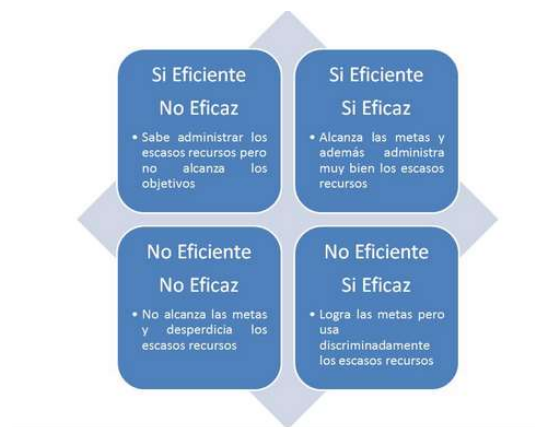 Si Eficiente
No Eficaz
• Sabe administrar los
escasos recursos pero
no alcanza los
objetivos
Si Eficiente
Si Eficaz
• Alcanza las metas y
además administra
muy bien los escasos
recursos
No Eficiente
No Eficaz
• No alcanza las metas
y desperdicia los
escasos recursos
No Eficiente
Si Eficaz
• Logra las metas pero
usa
discriminadamente
los escasos recursos